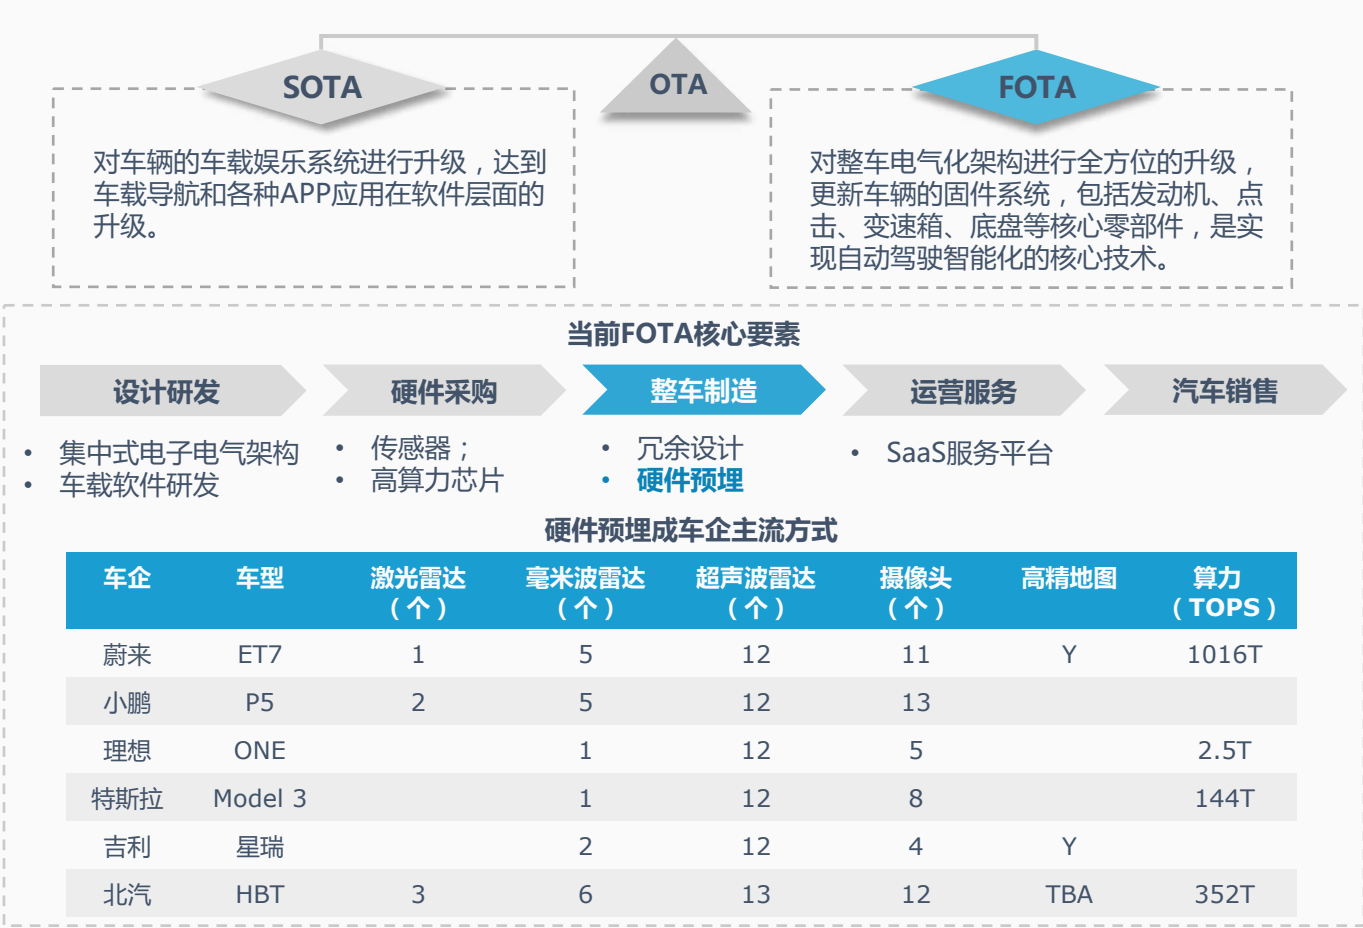 OTA
SOTA
对车辆的车载娱乐系统进行升级，达到
车载导航和各种APP应用在软件层面的
升级。
FOTA
对整车电气化架构进行全方位的升级，
更新车辆的固件系统，包括发动机、点
击、变速箱、底盘等核心零部件，是实
现自动驾驶智能化的核心技术。
当前FOTA核心要素
设计研发
• 集中式电子电气架构
• 车载软件研发
硬件采购
• 传感器；
• 高算力芯片
整车制造
• 冗余设计
• 硬件预埋
运营服务
• SaaS服务平台
汽车销售
硬件预埋成车企主流方式
车企 车型 激光雷达（个） 毫米波雷达（个） 超声波雷达（个） 摄像头（个） 高精地图 算力（TOPS）
蔚来 ET7 1 5 12 11 Y 1016T
小鹏 P5 2 5 12 13
理想 ONE 1 12 5 2.5T
特斯拉 Model 3 1 12 8 144T
吉利 星瑞 2 12 4 Y
北汽 HBT 3 6 13 12 TBA 352T